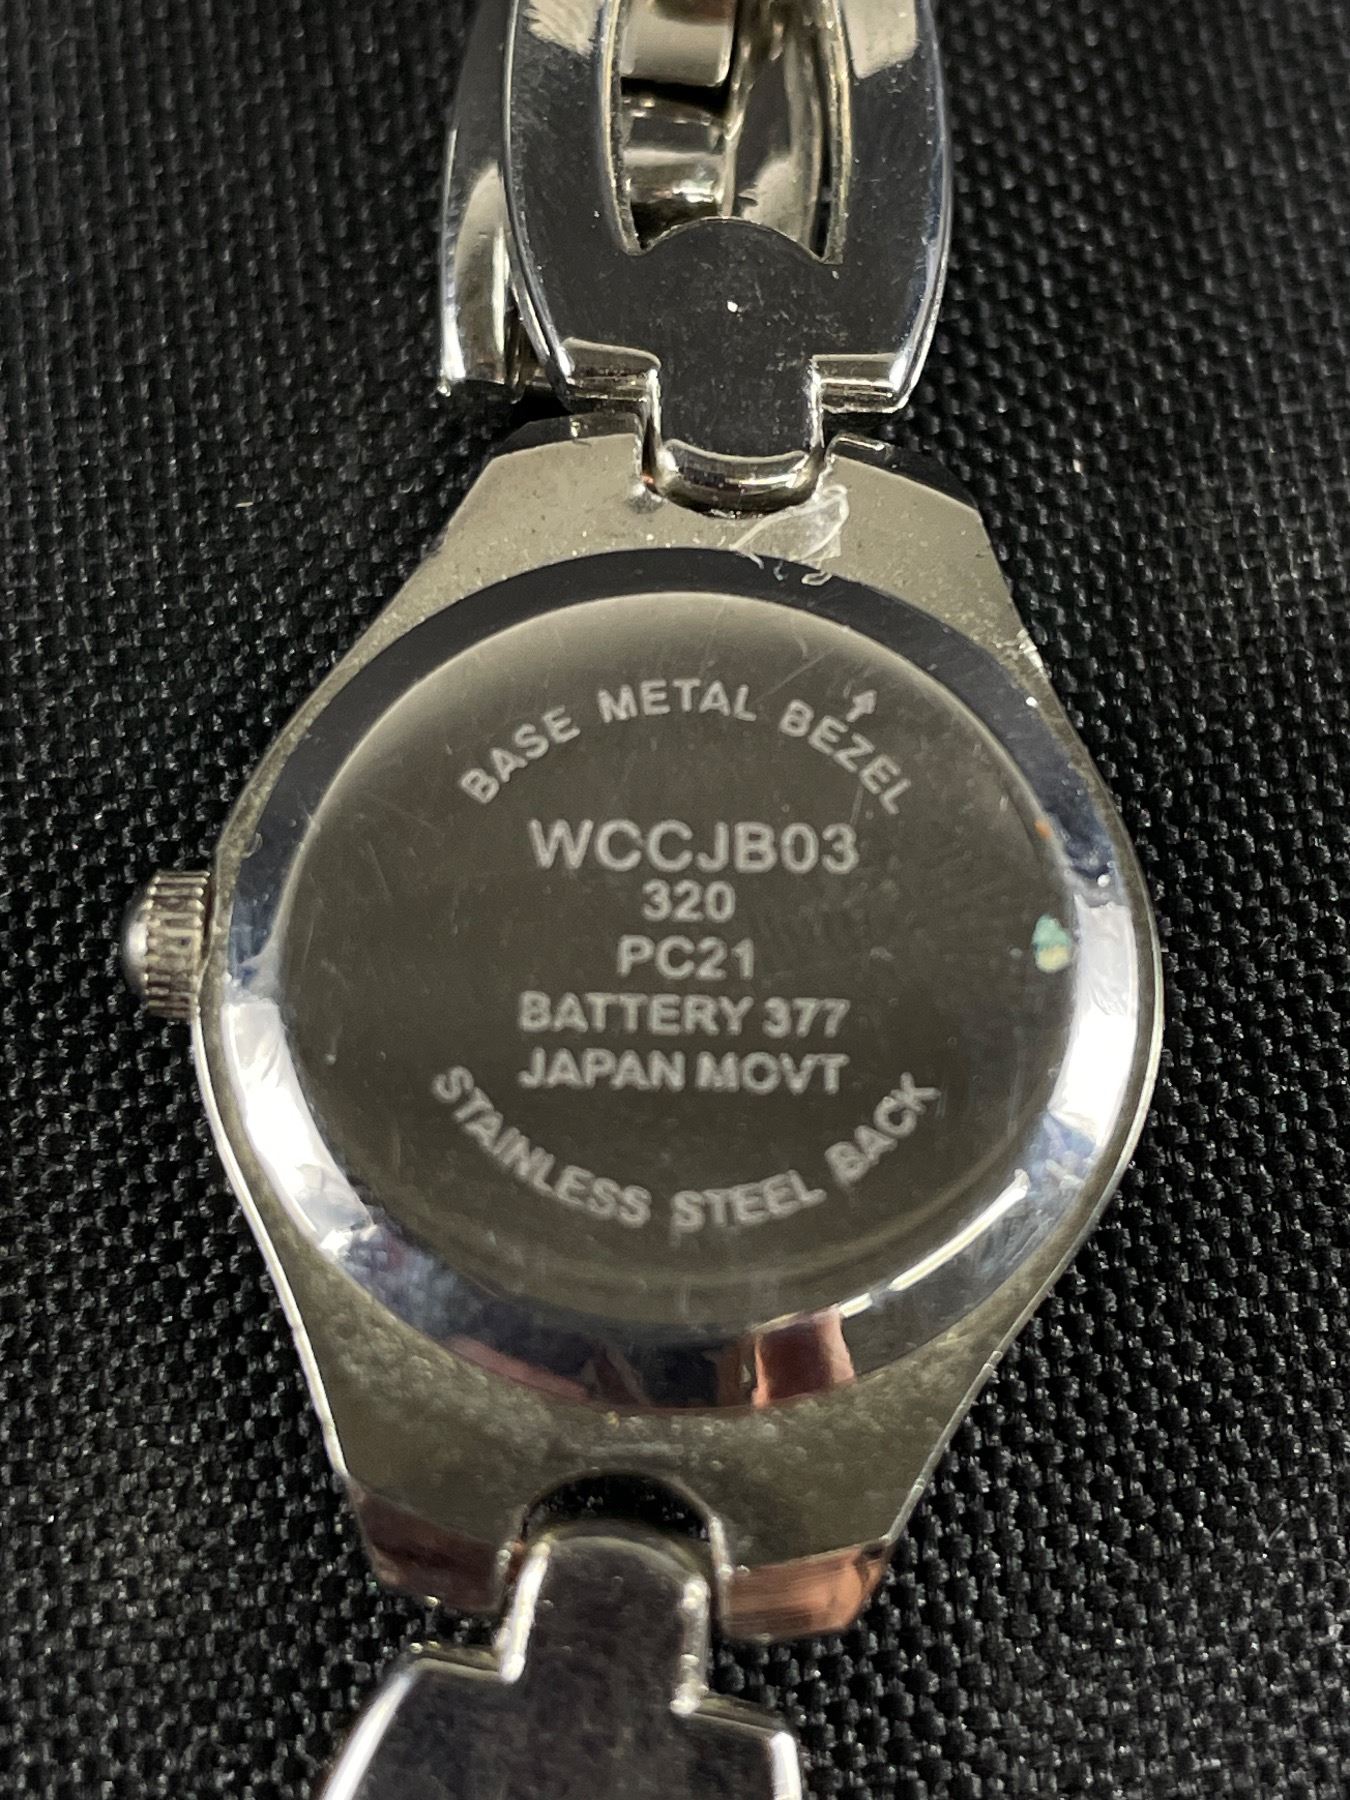 BASE METAL BEZEL
WCCJB03
320
PC21
BATTERY 377
JAPAN MOVT
STAINLESS STEEL BACK